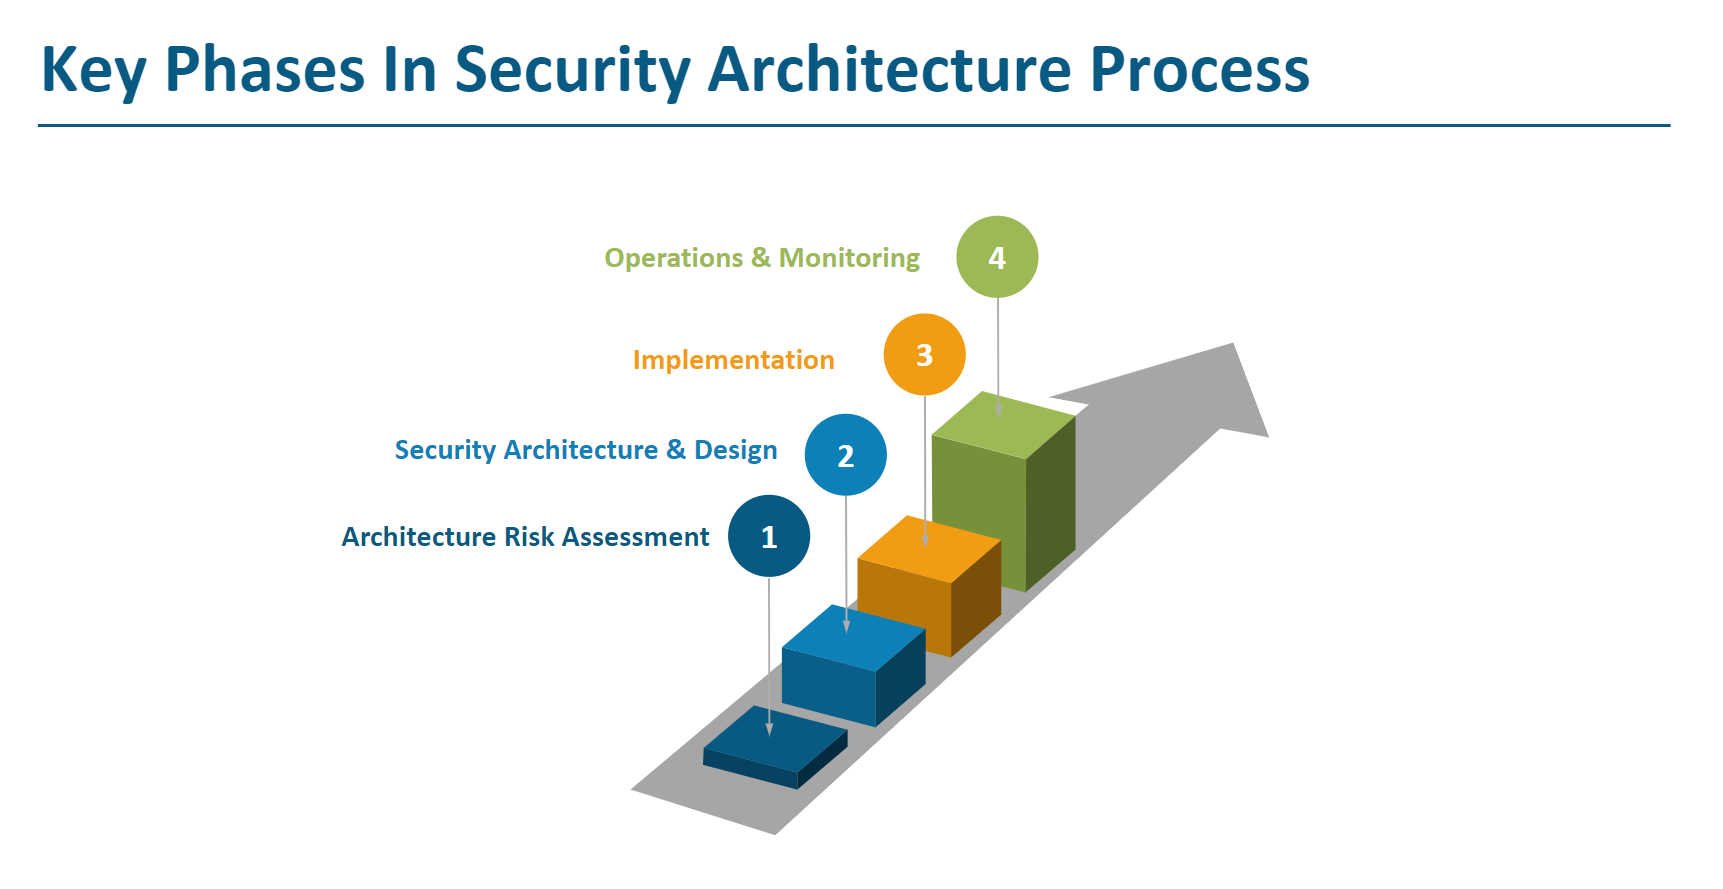 Key Phases In Security Architecture Process
Operations & Monitoring
4
Implementation
3
Security Architecture & Design
2
Architecture Risk Assessment
1